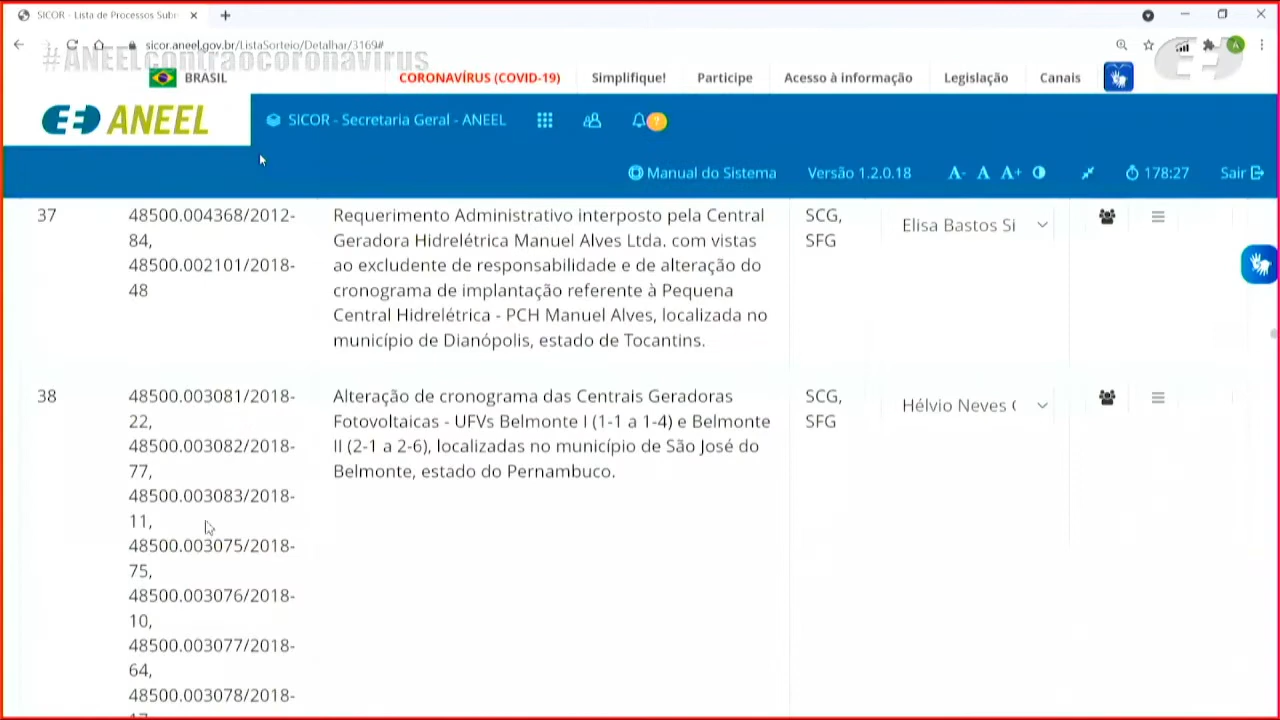 SICOR - Lista de Processos Sub
sicor.aneel.gov.br/ListaSorteio/Detalhar/3169#
A
#ANEELcontraocoronavirus
BRASIL
CORONAVÍRUS (COVID-19)
Simplifique!
Participe
Acesso à informação
Legislação
Canais
ANEEL
SICOR - Secretaria Geral - ANEEL
?
Manual do Sistema
Versão 1.2.0.18
A-
A
A+
178:27
Sair
37
48500.004368/2012-
84,
48500.002101/2018-
48
Requerimento Administrativo interposto pela Central
Geradora Hidrelétrica Manuel Alves Ltda. com vistas
ao excludente de responsabilidade e de alteração do
cronograma de implantação referente à Pequena
Central Hidrelétrica - PCH Manuel Alves, localizada no
município de Dianópolis, estado de Tocantins.
SCG,
SFG
Elisa Bastos Si
38
48500.003081/2018-
22,
48500.003082/2018-
77,
48500.003083/2018-
11,
48500.003075/2018-
75,
48500.003076/2018-
10,
48500.003077/2018-
64,
48500.003078/2018-
Alteração de cronograma das Centrais Geradoras
Fotovoltaicas - UFVs Belmonte I (1-1 a 1-4) e Belmonte
II (2-1 a 2-6), localizadas no município de São José do
Belmonte, estado do Pernambuco.
SCG,
SFG
Hélvio Neves